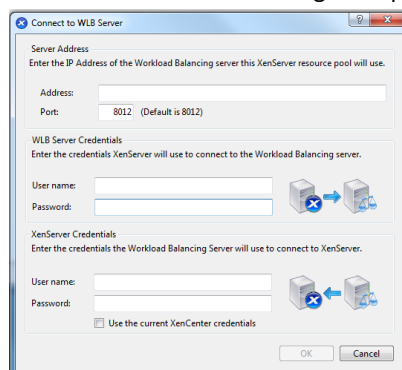 Connect to WLB Server
Server Address
Enter the IP Address of the Workload Balancing server this XenServer resource pool will use.
Address:
Port: 8012 (Default is 8012)
WLB Server Credentials
Enter the credentials XenServer will use to connect to the Workload Balancing server.
User name:
Password:
XenServer Credentials
Enter the credentials the Workload Balancing Server will use to connect to XenServer.
User name:
Password:
Use the current XenCenter credentials
OK Cancel